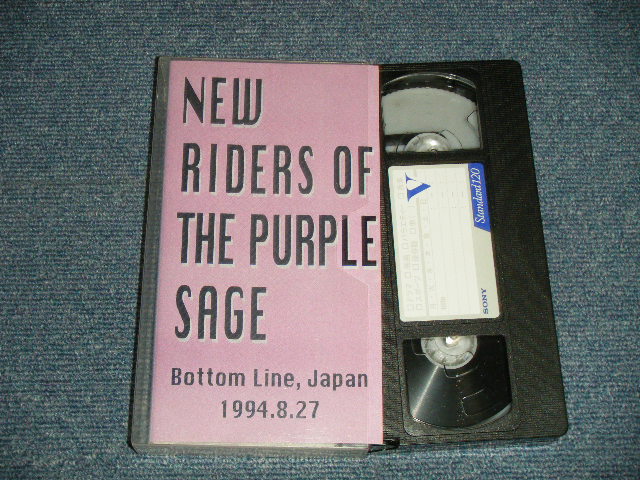 NEW
RIDERS OF
THE PURPLE
SAGE
Bottom Line, Japan
1994.8.27
V
Standard120
SONY